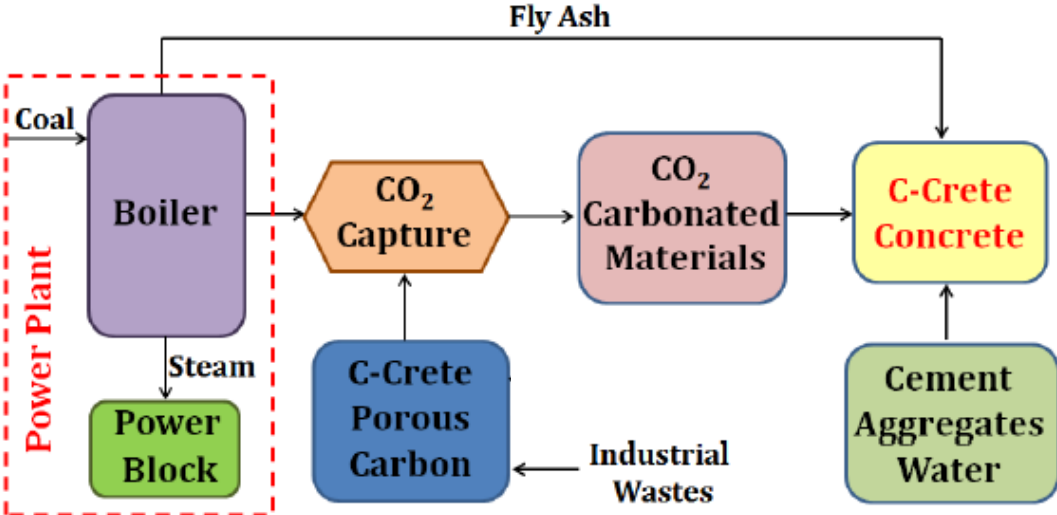 Fly Ash
Coal
Boiler
CO₂
Capture
CO₂
Carbonated
Materials
C-Crete
Concrete
Power Plant
Steam
Power
Block
C-Crete
Porous
Carbon
Industrial
Wastes
Cement
Aggregates
Water